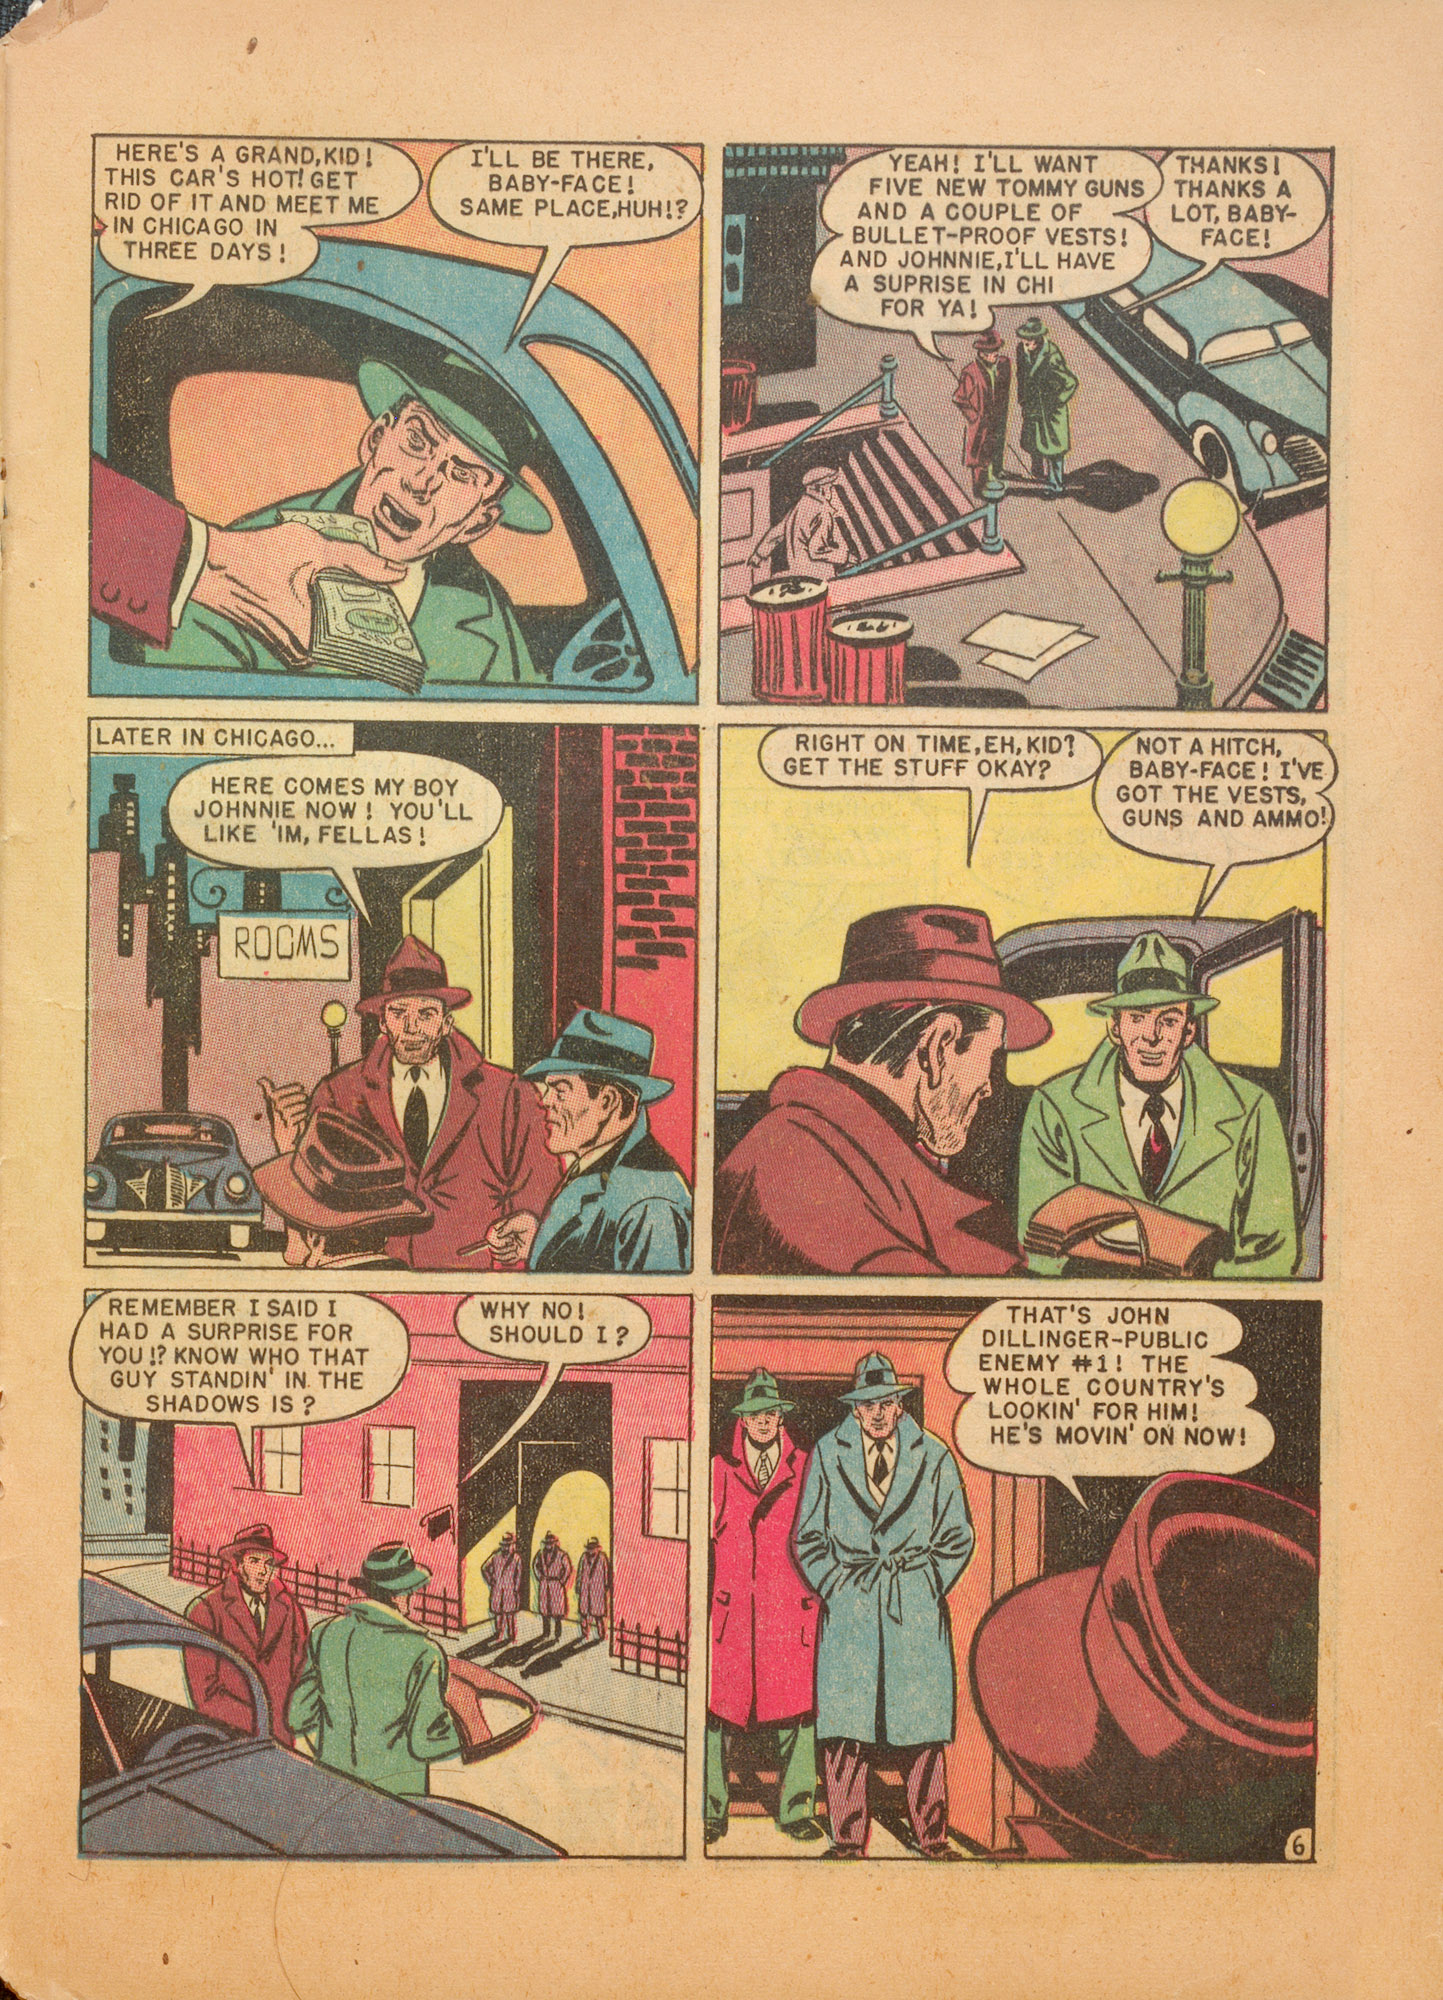 HERE'S A GRAND, KID!
THIS CAR'S HOT! GET
RID OF IT AND MEET ME
IN CHICAGO IN
THREE DAYS!
I'LL BE THERE,
BABY-FACE!
SAME PLACE, HUH!?
YEAH! I'LL WANT
FIVE NEW TOMMY GUNS
AND A COUPLE OF
BULLET-PROOF VESTS!
AND JOHNNIE, I'LL HAVE
A SUPRISE IN CHI
FOR YA!
THANKS!
THANKS A
LOT, BABY-
FACE!
LATER IN CHICAGO...
HERE COMES MY BOY
JOHNNIE NOW! YOU'LL
LIKE 'IM, FELLAS!
ROOMS
RIGHT ON TIME, EH, KID?
GET THE STUFF OKAY?
NOT A HITCH,
BABY-FACE! I'VE
GOT THE VESTS,
GUNS AND AMMO!
REMEMBER I SAID I
HAD A SURPRISE FOR
YOU!? KNOW WHO THAT
GUY STANDIN' IN THE
SHADOWS IS?
WHY NO!
SHOULD I?
THAT'S JOHN
DILLINGER-PUBLIC
ENEMY #1! THE
WHOLE COUNTRY'S
LOOKIN' FOR HIM!
HE'S MOVIN' ON NOW!
6